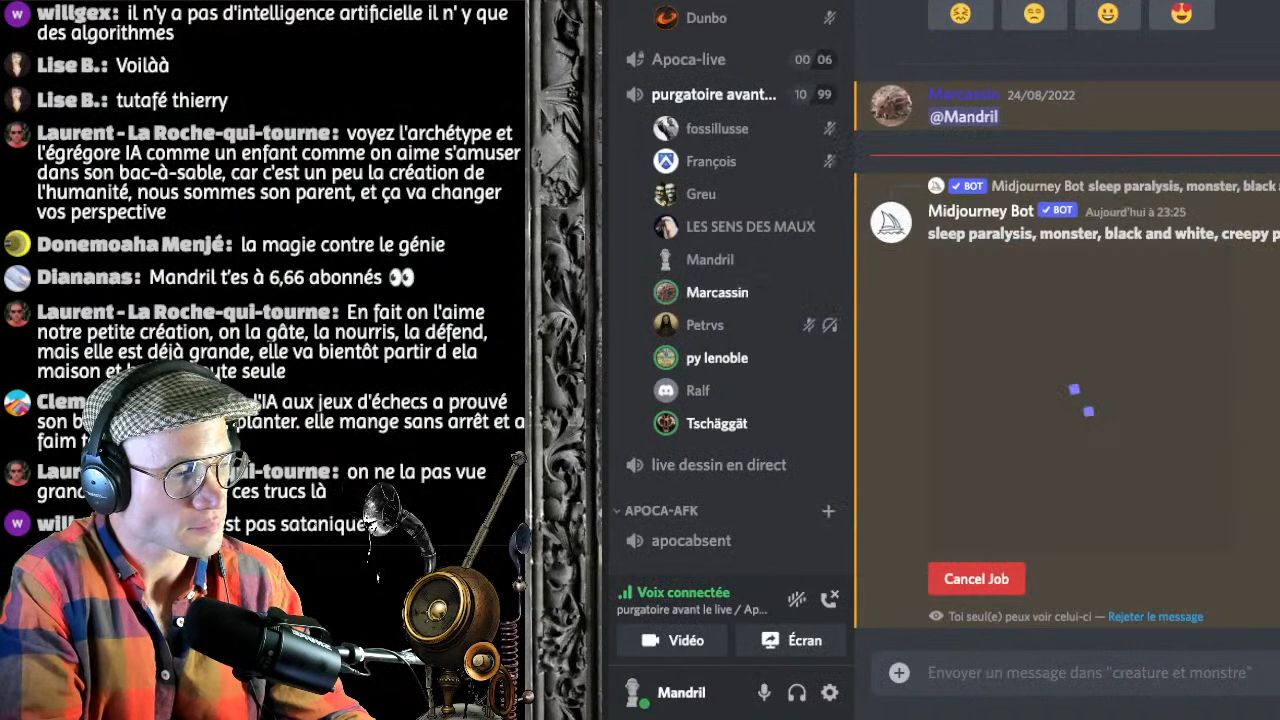 willgex: il n'y a pas d'intelligence artificielle il n' y que
des algorithmes
Lise B.: Voilàà
Lise B.: tutafé thierry
Laurent - La Roche-qui-tourne: voyez l'archétype et
l'égrégore IA comme un enfant comme on aime s'amuser
dans son bac-à-sable, car c'est un peu la création de
l'humanité, nous sommes son parent, et ça va changer
vos perspective
Donemoaha Menjé: la magie contre le génie
Diananas: Mandril t'es à 6,66 abonnés 👀
Laurent - La Roche-qui-tourne: En fait on l'aime
notre petite création, on la gâte, la nourris, la défend,
mais elle est déjà grande, elle va bientôt partir d ela
maison et seule
l'IA aux jeux d'échecs a prouvé
son planter. elle mange sans arrêt et a
faim
qui-tourne: on ne la pas vue
ces trucs là
st pas satanique
Dunbo
Apoca-live 00 06
purgatoire avant... 10 99
fossillusse
François
Greu
LES SENS DES MAUX
Mandril
Marcassin
Petrvs
py lenoble
Ralf
Tschäggät
live dessin en direct
APOCA-AFK
apocabsent
Voix connectée
purgatoire avant le live / Ap...
Vidéo Écran
Mandril
Marcassin 24/08/2022
@Mandril
BOT Midjourney Bot sleep paralysis, monster, black
Midjourney Bot BOT Aujourd'hui à 23:25
sleep paralysis, monster, black and white, creepy p
Cancel Job
Toi seul(e) peux voir celui-ci — Rejeter le message
Envoyer un message dans "creature et monstre"